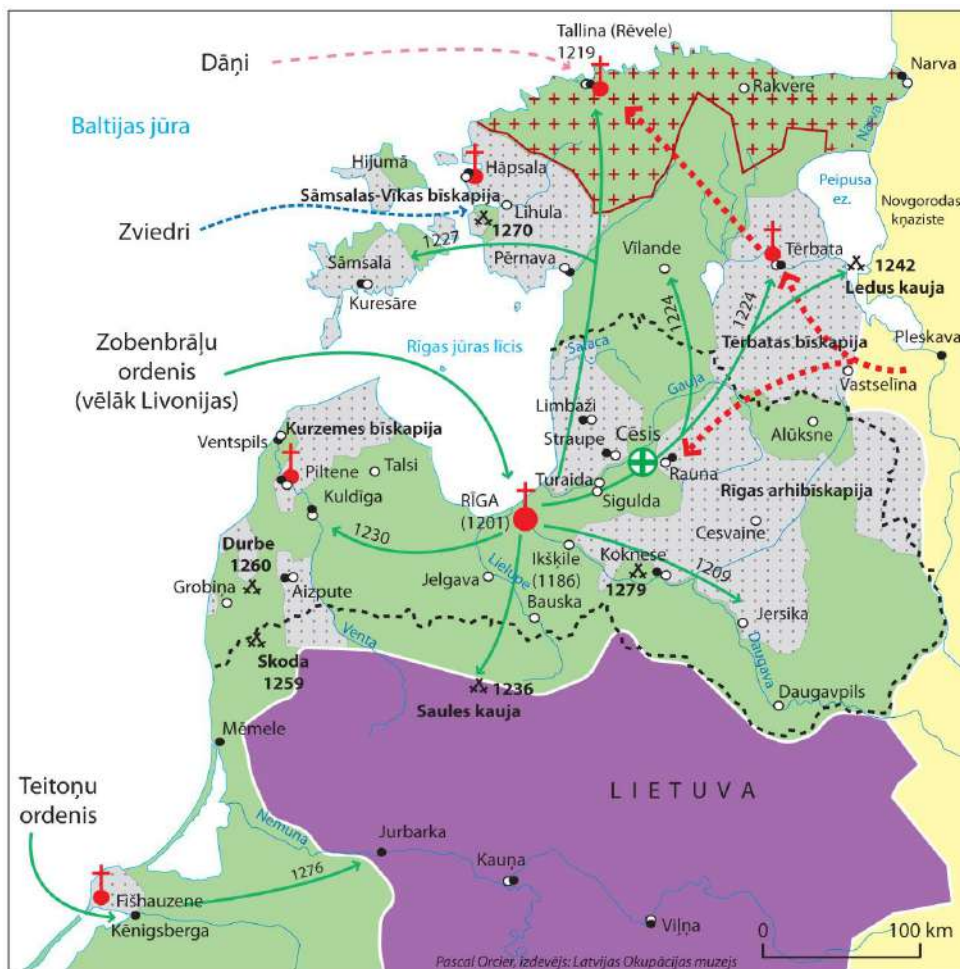 Tallina (Rēvele)
1219
Narva
Dāņi
Rakvere
Narva
Baltijas jūra
Hijumā
Hāpsala
Peipusa
ez.
Novgorodas
kņaziste
Sāmsalas-Vīkas bīskapija
Lihula
Zviedri
1270
1227
Vīlande
Tērbata
1242
Ledus kauja
Sāmsala
Pērnava
Kuresāre
1224
1224
Pleskava
Zobenbrāļu
ordenis
(vēlāk Livonijas)
Rīgas jūras līcis
Salaca
Tērbatas bīskapija
Gauja
Vastselīna
Limbaži
Ventspils
Kurzemes bīskapija
Straupe
Cēsis
Alūksne
Piltene
Talsi
Turaida
Rauna
Kuldīga
RĪGA
(1201)
Sigulda
Rīgas arhibīskapija
1230
Cesvaine
Durbe
1260
Ikšķile
(1186)
Koknese
1209
Lielupe
Grobiņa
Aizpute
Jelgava
1279
Bauska
Jersika
Venta
Skoda
1259
Daugava
1236
Saules kauja
Daugavpils
Mēmele
Teitoņu
ordenis
LIETUVA
Nemuna
Jurbarka
1276
Kauņa
Fišhauzene
Kēnigsberga
Viļņa
0
100 km
Pascal Orcier, izdevējs: Latvijas Okupācijas muzejs